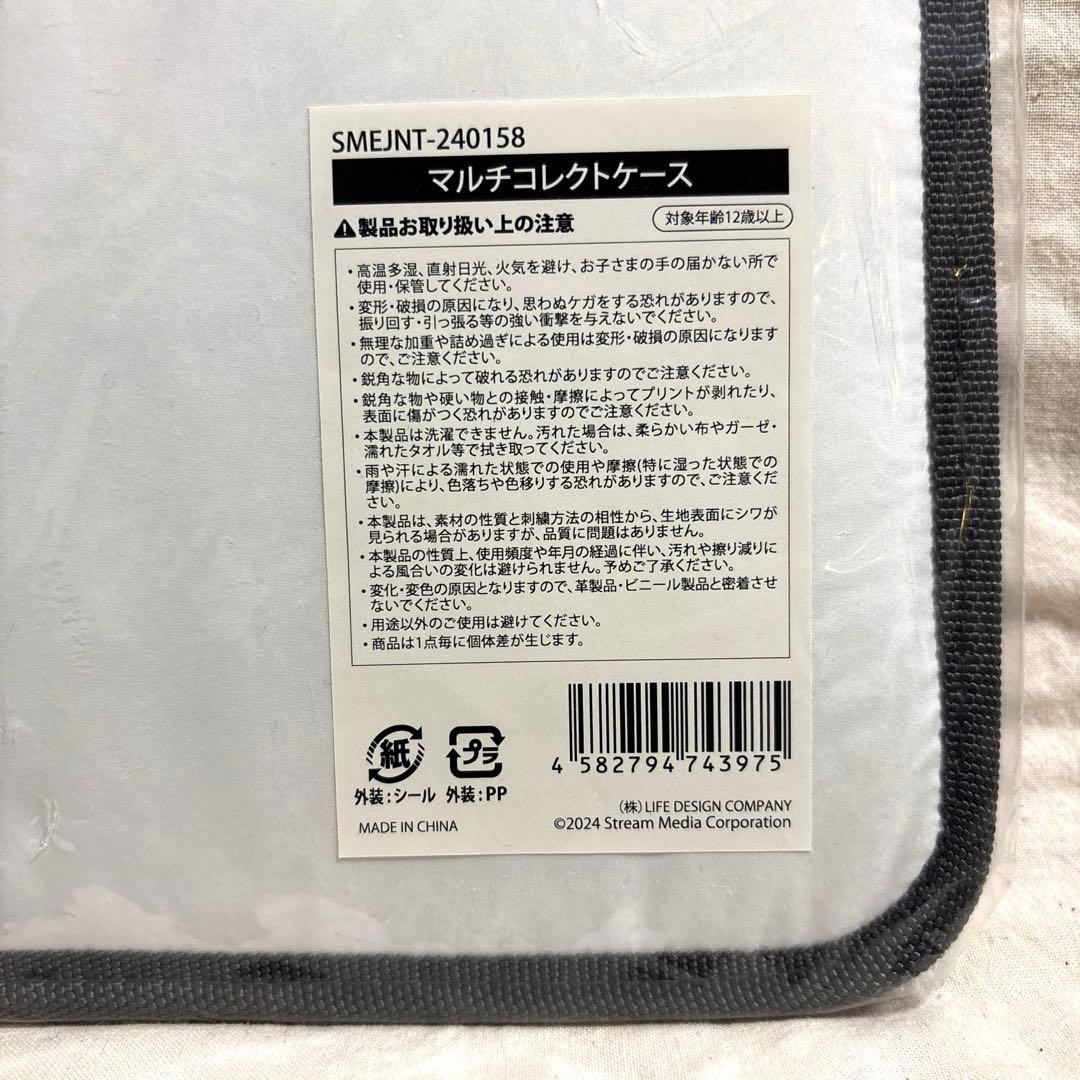 SMEJNT-240158
マルチコレクトケース
⚠製品お取り扱い上の注意
対象年齢12歳以上
・高温多湿、直射日光、火気を避け、お子さまの手の届かない所で
使用・保管してください。
・変形・破損の原因になり、思わぬケガをする恐れがありますので、
振り回す・引っ張る等の強い衝撃を与えないでください。
・無理な加重や詰め過ぎによる使用は変形・破損の原因になります
ので、ご注意ください。
・鋭角な物によって破れる恐れがありますのでご注意ください。
・鋭角な物や硬い物との接触・摩擦によってプリントが剥れたり、
表面に傷がつく恐れがありますのでご注意ください。
・本製品は洗濯できません。汚れた場合は、柔らかい布やガーゼ・
濡れたタオル等で拭き取ってください。
・雨や汗による濡れた状態での使用や摩擦(特に湿った状態での
摩擦)により、色落ちや色移りする恐れがありますので、ご注意くだ
さい。
・本製品は、素材の性質と刺繍方法の相性から、生地表面にシワが
見られる場合がありますが、品質に問題はありません。
・本製品の性質上、使用頻度や年月の経過に伴い、汚れや擦り減りに
よる風合いの変化は避けられません。予めご了承ください。
・変化・変色の原因となりますので、革製品・ビニール製品と密着させ
ないでください。
・用途以外のご使用は避けてください。
・商品は1点毎に個体差が生じます。
紙
プラ
外装:シール 外装:PP
4 582794 743975
MADE IN CHINA
(株)LIFE DESIGN COMPANY
©2024 Stream Media Corporation